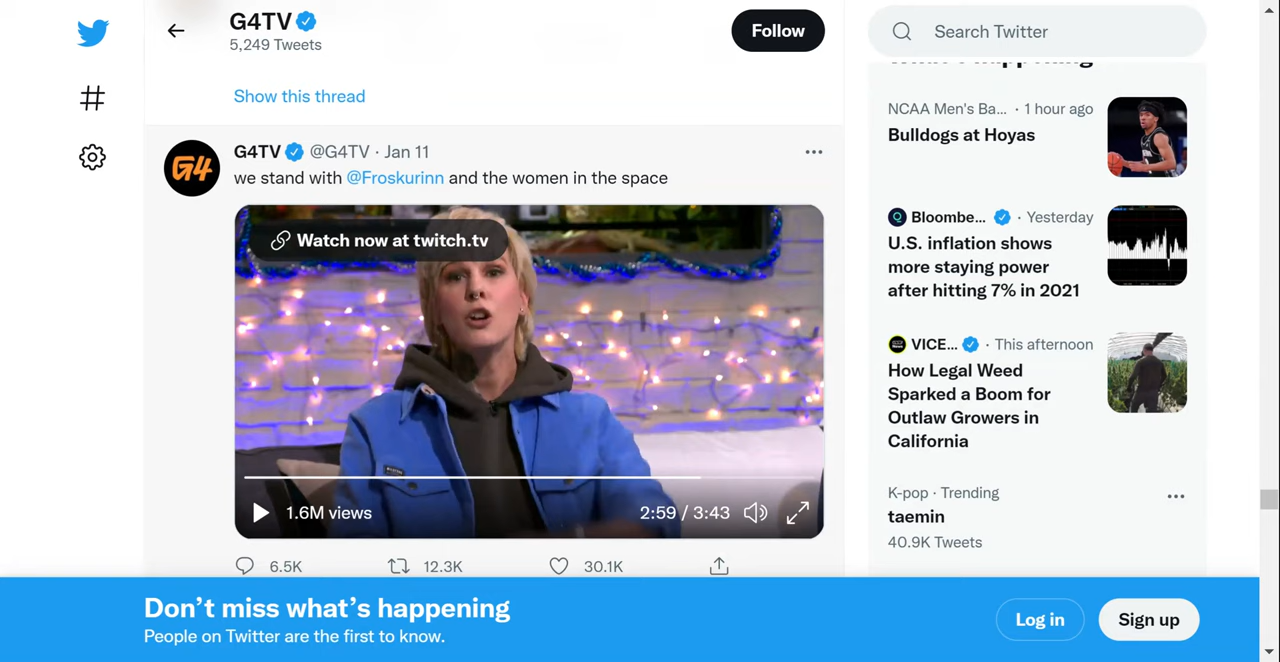 G4TV
5,249 Tweets
Follow
Search Twitter
Show this thread
G4TV @G4TV · Jan 11
we stand with @Froskurinn and the women in the space
G4
Watch now at twitch.tv
1.6M views
2:59 / 3:43
6.5K
12.3K
30.1K
NCAA Men's Ba... · 1 hour ago
Bulldogs at Hoyas
Bloombe... · Yesterday
U.S. inflation shows
more staying power
after hitting 7% in 2021
VICE... · This afternoon
How Legal Weed
Sparked a Boom for
Outlaw Growers in
California
K-pop · Trending
taemin
40.9K Tweets
Don't miss what's happening
People on Twitter are the first to know.
Log in
Sign up